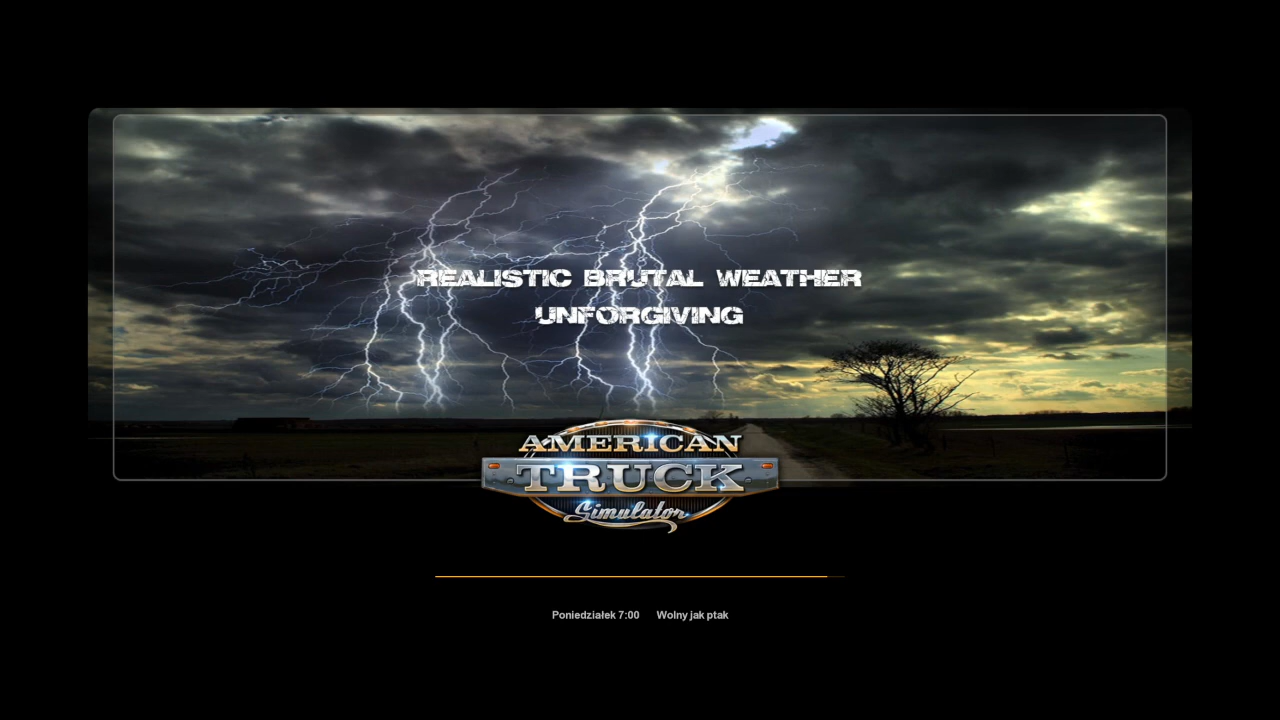 REALISTIC BRUTAL WEATHER
UNFORGIVING
AMERICAN
TRUCK
Simulator
Poniedziałek 7:00 Wolny jak ptak